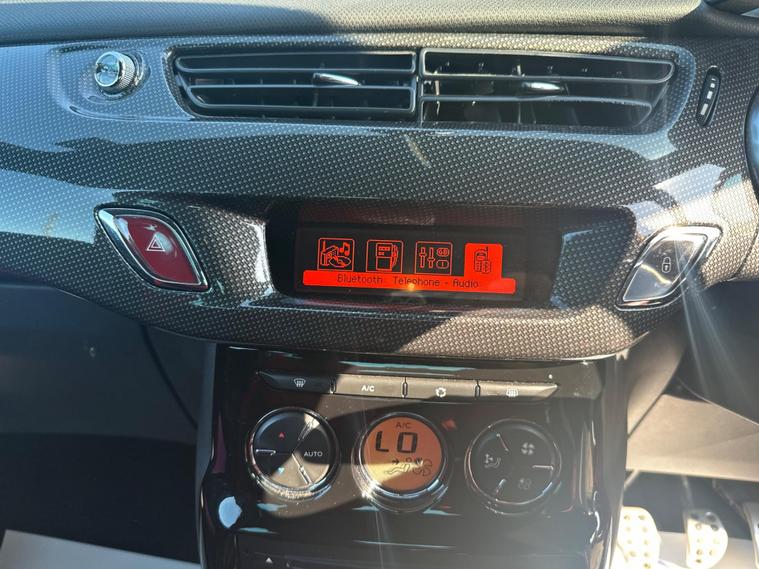 Bluetooth: Telephone - Audio
A/C
A/C
AUTO
LO